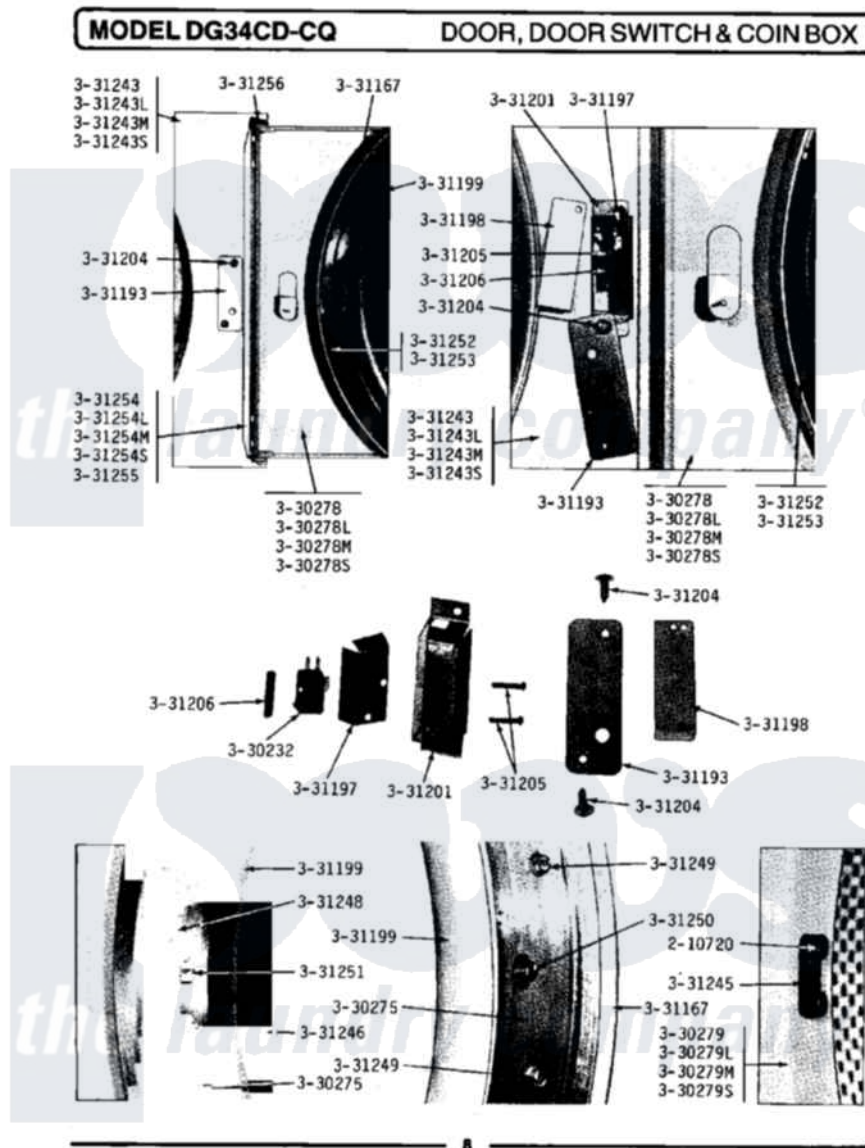 MODEL DG34CD-CQ DOOR, DOOR SWITCH & COIN BOX
3-31243
3-31243L
3-31243M
3-31243S
3-31256
3-31167
3-31199
3-31204
3-31193
3-31252
3-31253
3-31254
3-31254L
3-31254M
3-31254S
3-31255
3-30278
3-30278L
3-30278M
3-30278S
3-31201
3-31197
3-31198
3-31205
3-31206
3-31204
3-31243
3-31243L
3-31243M
3-31243S
3-31193
3-30278
3-30278L
3-30278M
3-30278S
3-31252
3-31253
the laundry company
3-31204
3-31206
3-30232
3-31197
3-31201
3-31205
3-31198
3-31193
3-31204
3-31199
3-31248
3-31251
3-31246
3-30275
3-31249
3-31199
3-31250
3-30275
3-31167
3-31249
2-10720
3-31245
3-30279
3-30279L
3-30279M
3-30279S
the laundry company
8